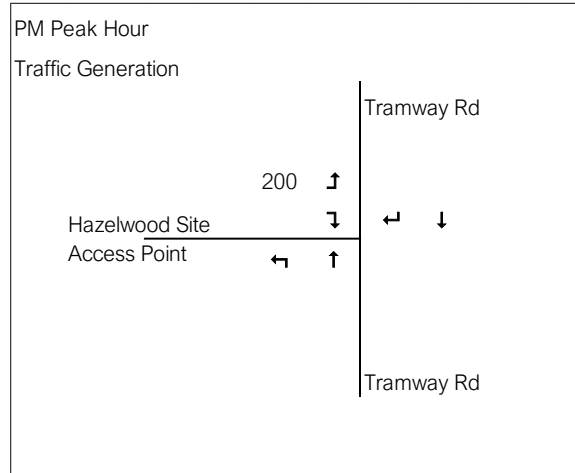 PM Peak Hour
Traffic Generation
Tramway Rd
200
Hazelwood Site
Access Point
Tramway Rd